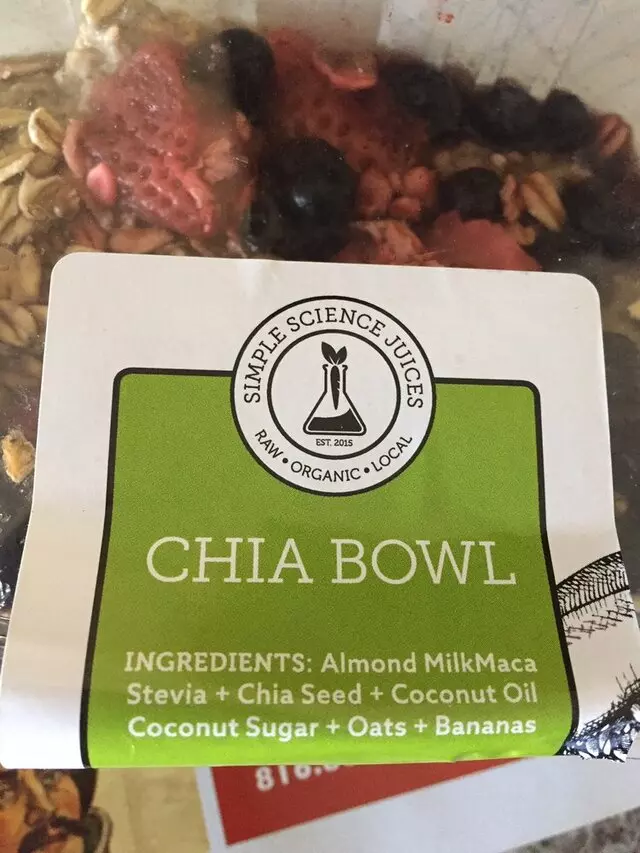 SIMPLE SCIENCE JUICES
EST. 2015
RAW • ORGANIC • LOCAL
CHIA BOWL
INGREDIENTS: Almond MilkMaca
Stevia + Chia Seed + Coconut Oil
Coconut Sugar + Oats + Bananas